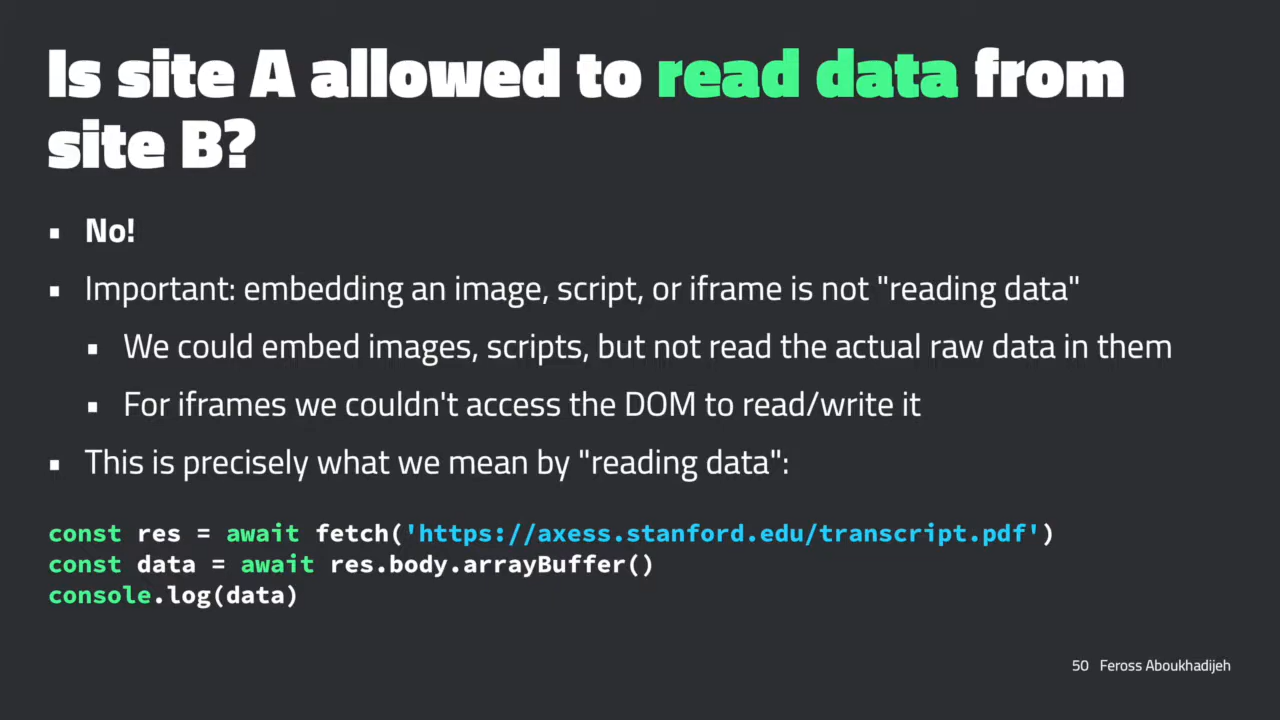 Is site A allowed to read data from
site B?
▪ No!
▪ Important: embedding an image, script, or iframe is not "reading data"
▪ We could embed images, scripts, but not read the actual raw data in them
▪ For iframes we couldn't access the DOM to read/write it
▪ This is precisely what we mean by "reading data":
const res = await fetch('https://axess.stanford.edu/transcript.pdf')
const data = await res.body.arrayBuffer()
console.log(data)
50 Feross Aboukhadijeh